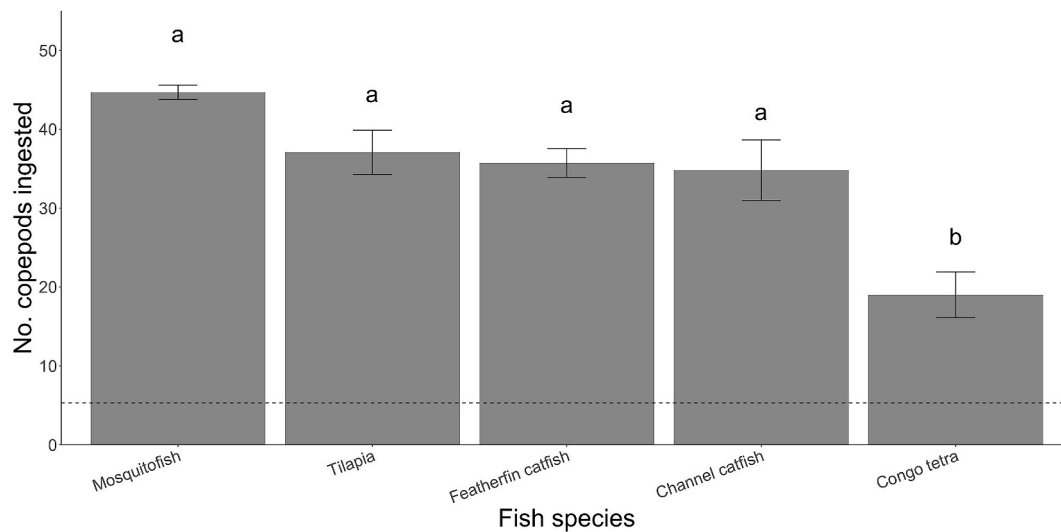 a
a
a
a
b
50
40
30
20
10
0
No. copepods ingested
Mosquitofish
Tilapia
Featherfin catfish
Channel catfish
Congo tetra
Fish species